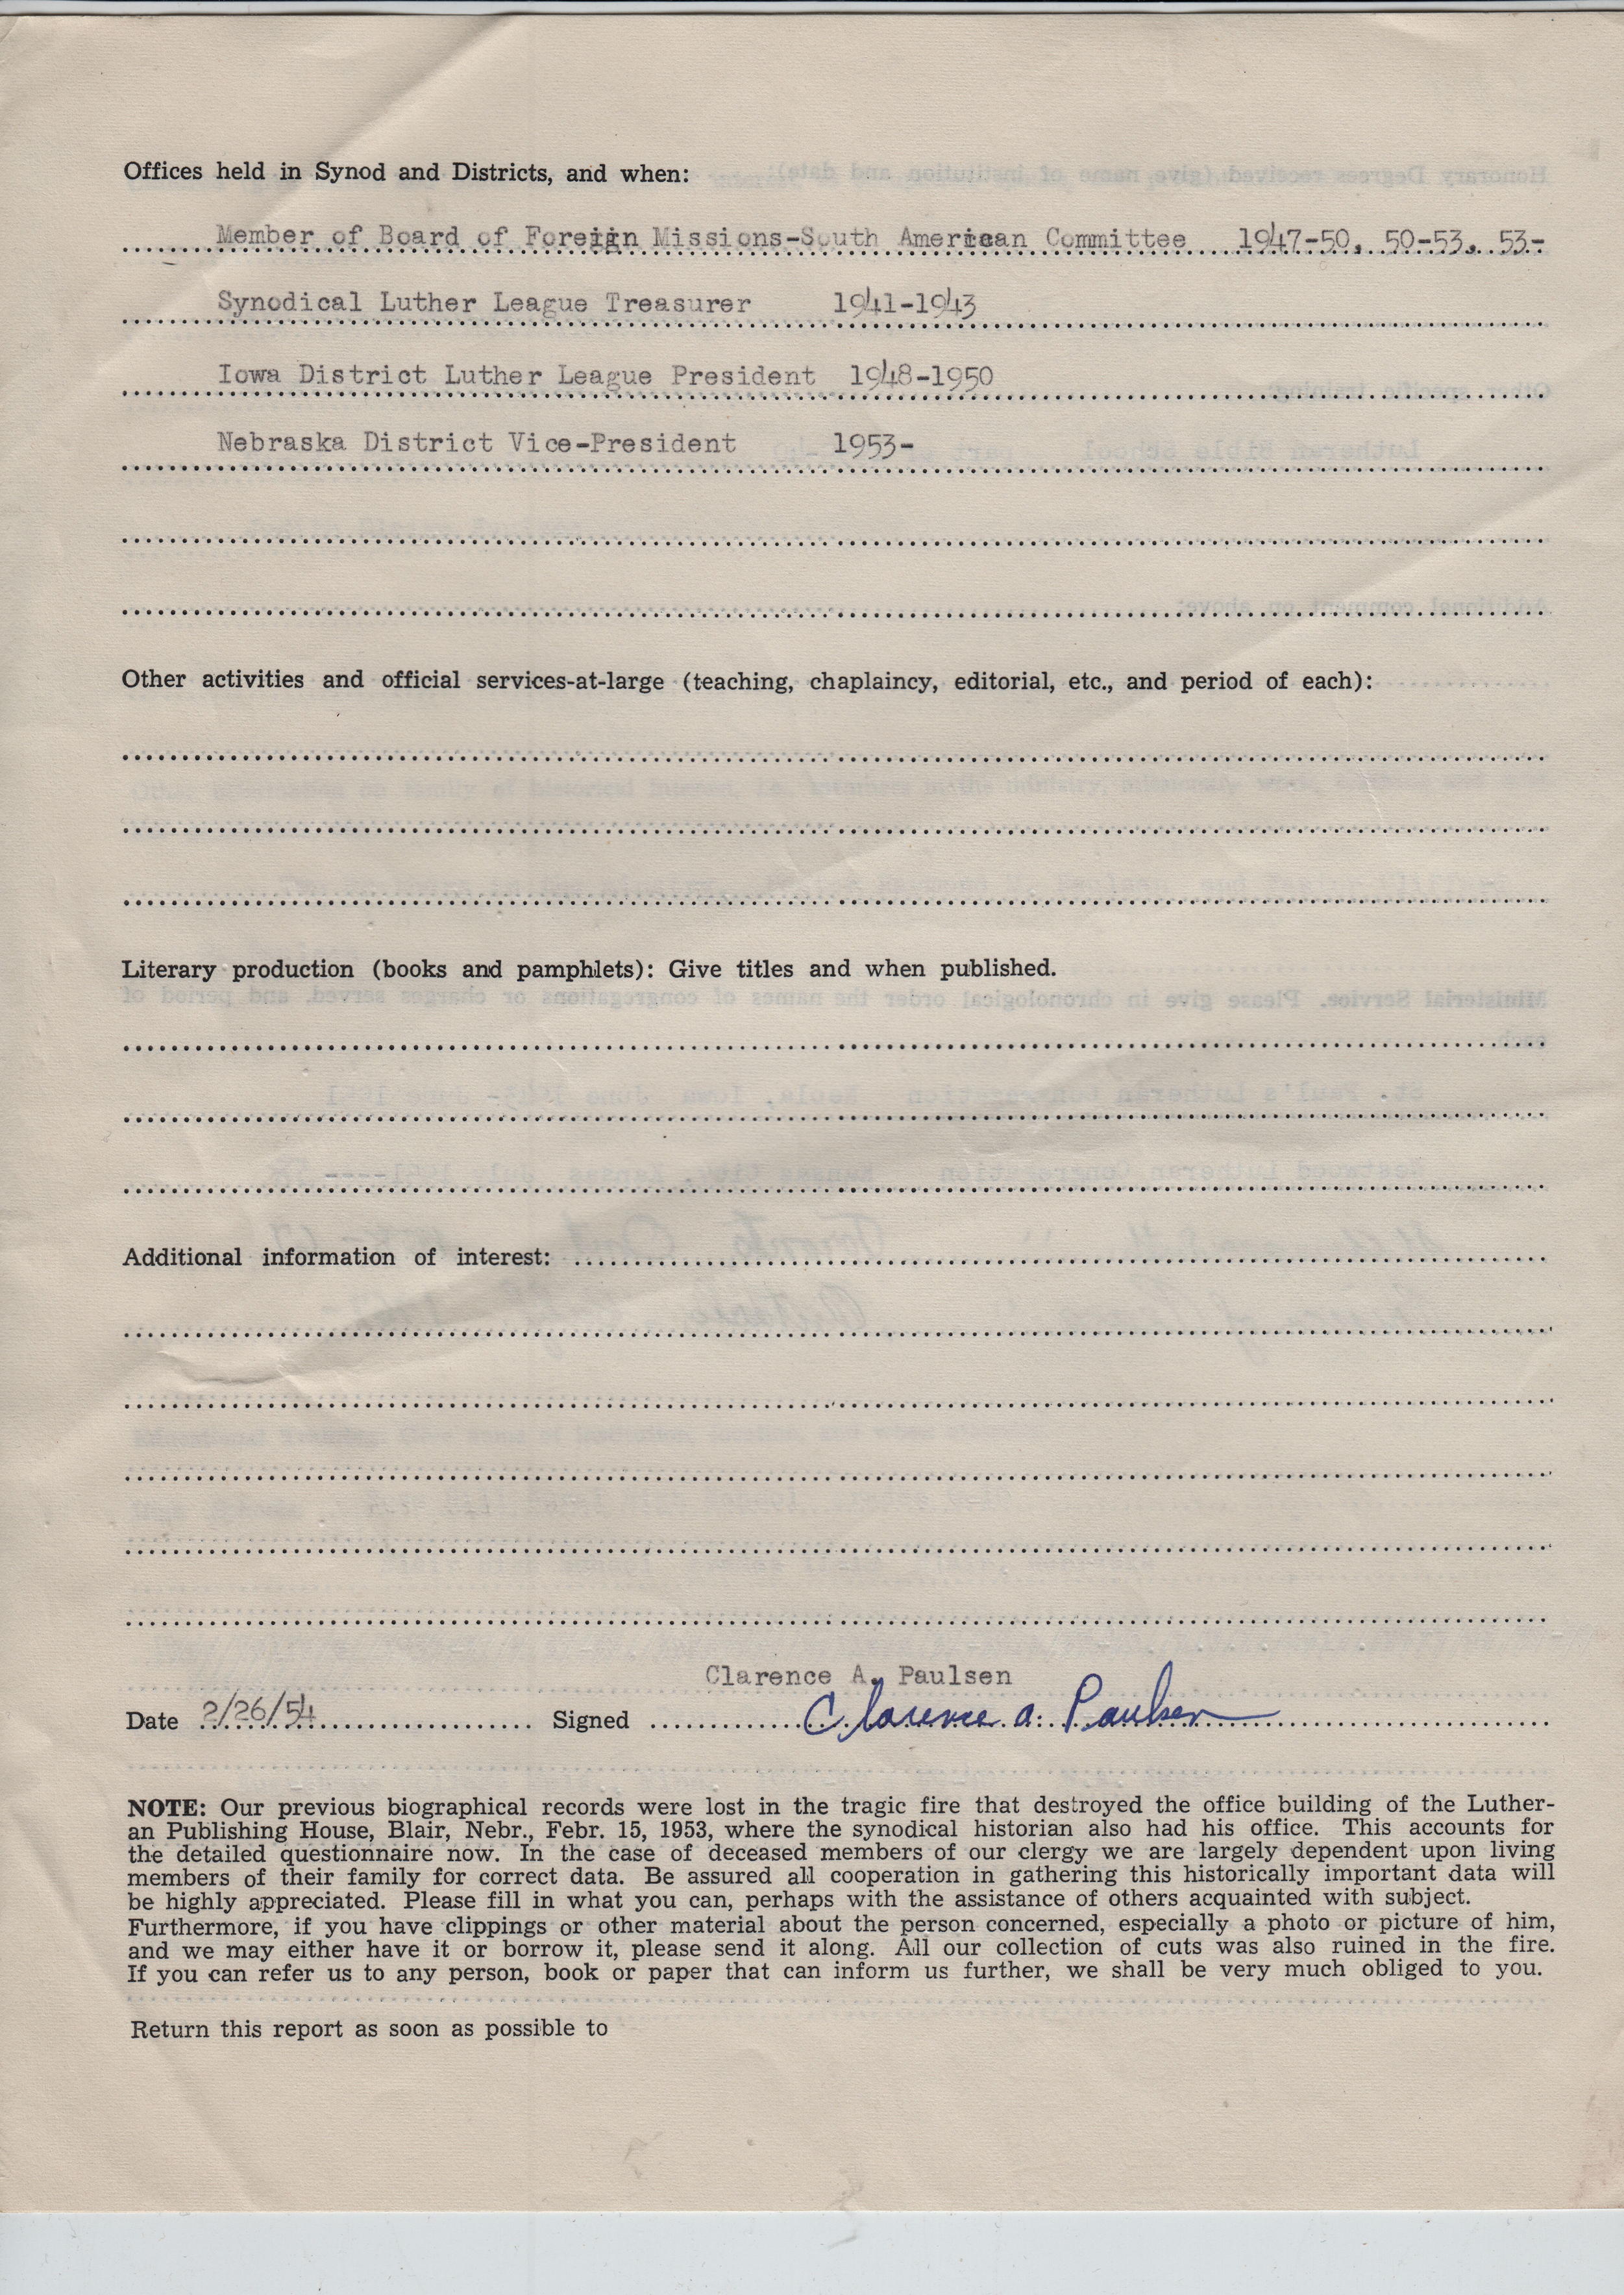 Offices held in Synod and Districts, and when:
Member of Board of Foreign Missions-South American Committee 1947-50, 50-53, 53-
Synodical Luther League Treasurer 1941-1943
Iowa District Luther League President 1948-1950
Nebraska District Vice-President 1953-
Other activities and official services-at-large (teaching, chaplaincy, editorial, etc., and period of each):
Literary production (books and pamphlets): Give titles and when published.
Additional information of interest:
Clarence A. Paulsen
Date 2/26/54 Signed Clarence A. Paulsen
NOTE: Our previous biographical records were lost in the tragic fire that destroyed the office building of the Luther-
an Publishing House, Blair, Nebr., Febr. 15, 1953, where the synodical historian also had his office. This accounts for
the detailed questionnaire now. In the case of deceased members of our clergy we are largely dependent upon living
members of their family for correct data. Be assured all cooperation in gathering this historically important data will
be highly appreciated. Please fill in what you can, perhaps with the assistance of others acquainted with subject.
Furthermore, if you have clippings or other material about the person concerned, especially a photo or picture of him,
and we may either have it or borrow it, please send it along. All our collection of cuts was also ruined in the fire.
If you can refer us to any person, book or paper that can inform us further, we shall be very much obliged to you.
Return this report as soon as possible to